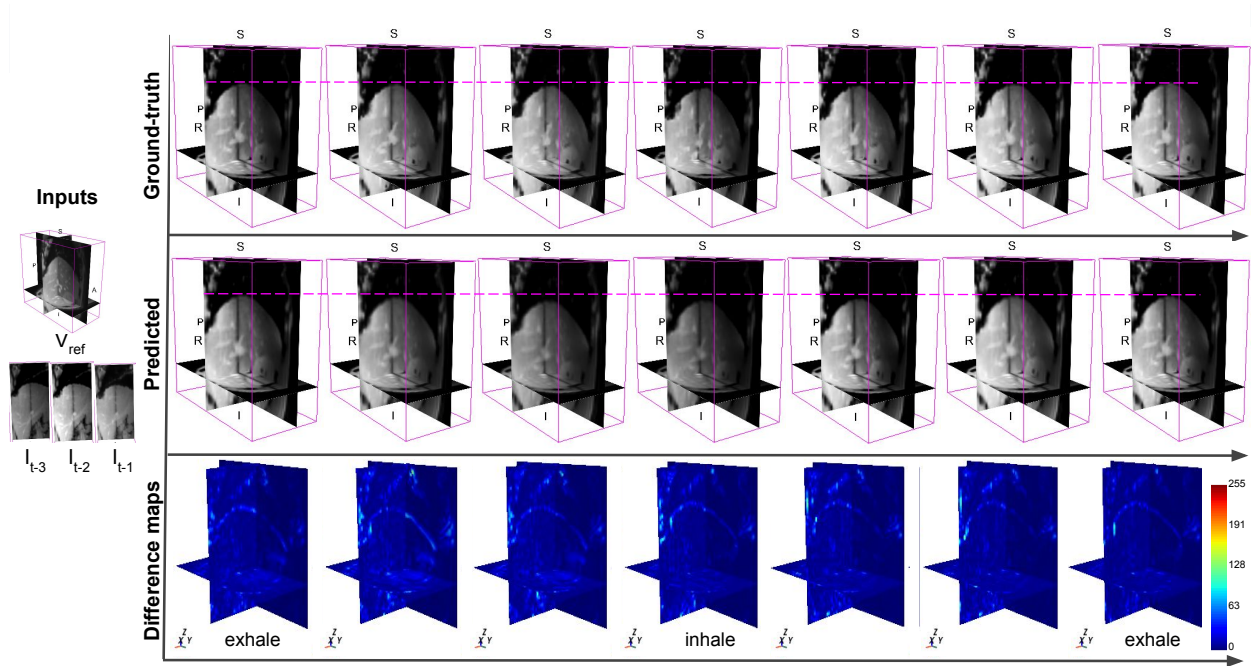 Inputs
S
P
A
I
V_ref
I_t-3 I_t-2 I_t-1
Ground-truth
S S S S S S S
P P P P P P P
R R R R R R R
I I I I I I I
Predicted
S S S S S S S
P P P P P P P
R R R R R R R
I I I I I I I
Difference maps
255
191
128
63
0
Z Z Z Z Z Z Z
X Y X Y X Y X Y X Y X Y X Y
exhale inhale exhale